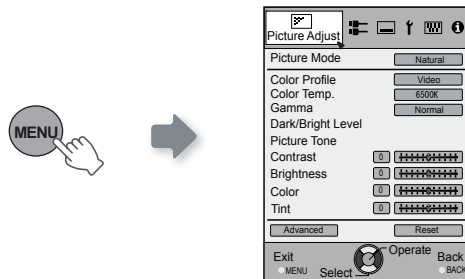 MENU
Picture Adjust
Picture Mode Natural
Color Profile Video
Color Temp. 6500K
Gamma Normal
Dark/Bright Level
Picture Tone
Contrast 0
Brightness 0
Color 0
Tint 0
Advanced Reset
Exit Operate Back
MENU Select BACK